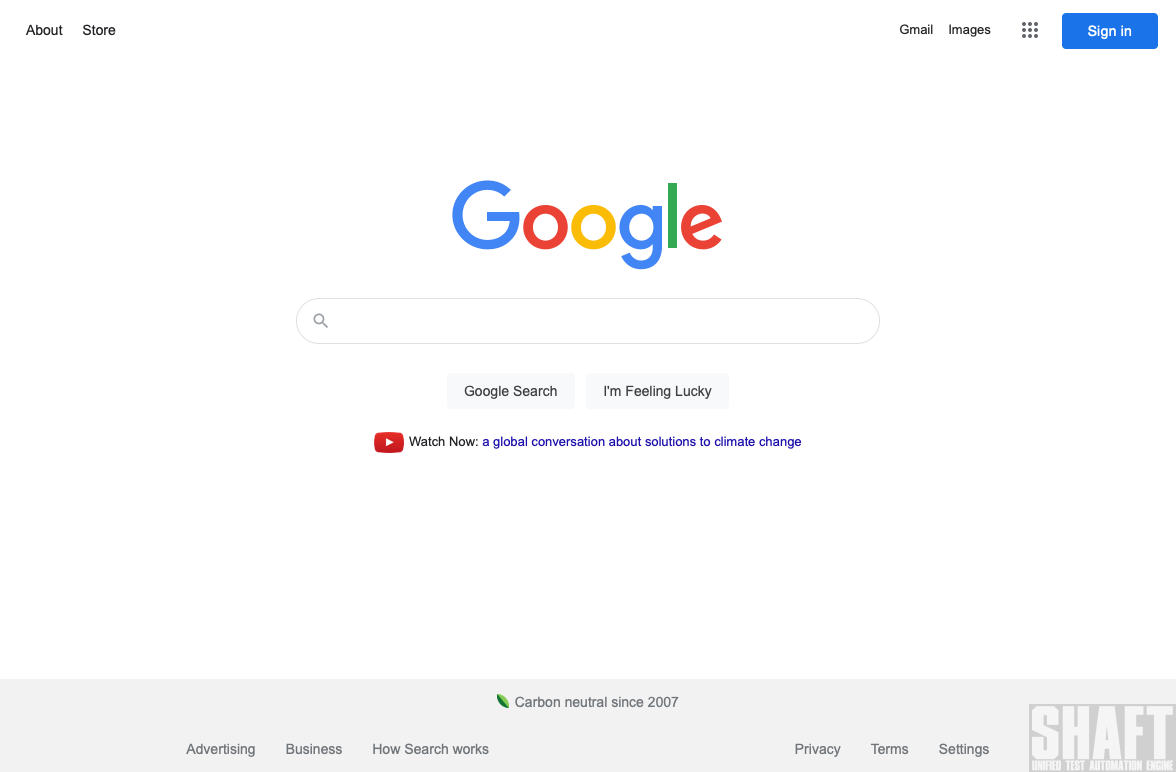 About Store Gmail Images Sign in
Google
Google Search I'm Feeling Lucky
Watch Now: a global conversation about solutions to climate change
Carbon neutral since 2007
Advertising Business How Search works Privacy Terms Settings
SHAFT
UNIFIED TEST AUTOMATION ENGINE